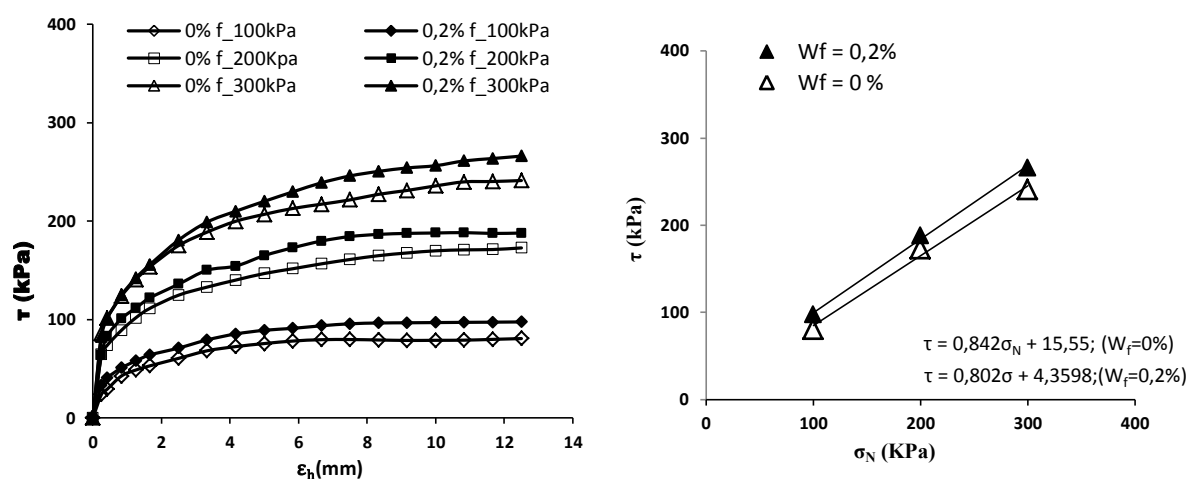 400
300
200
100
0
τ (kPa)
0% f_100kPa
0,2% f_100kPa
0% f_200Kpa
0,2% f_200kPa
0% f_300kPa
0,2% f_300kPa
0 2 4 6 8 10 12 14
εh(mm)
Wf = 0,2%
Wf = 0 %
400
300
200
100
0
τ (kPa)
τ = 0,842σN + 15,55; (Wf=0%)
τ = 0,802σ + 4,3598;(Wf=0,2%)
0 100 200 300 400
σN (KPa)